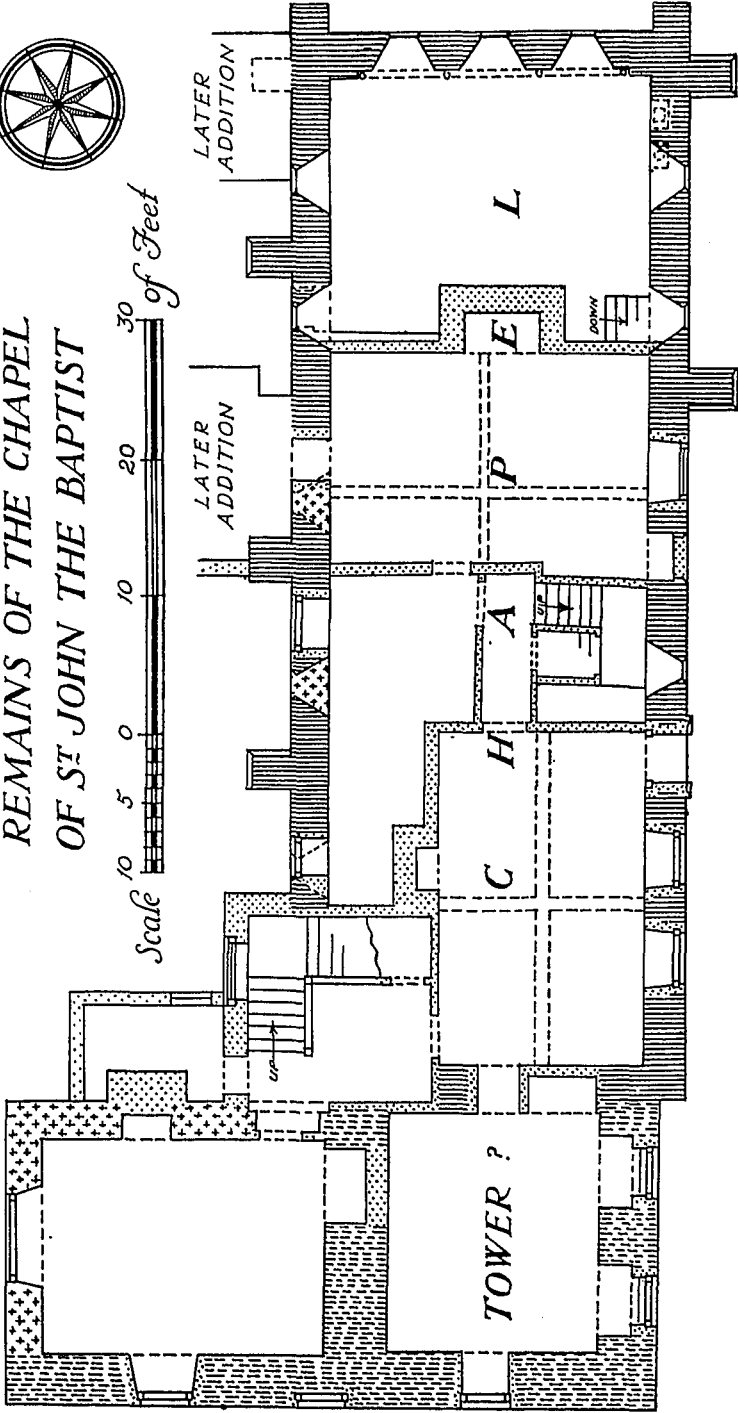 REMAINS OF THE CHAPEL
OF Sᵀ JOHN THE BAPTIST
Scale 10 5 0 10 20 30 of Feet
LATER
ADDITION
LATER
ADDITION
UP
UP
DOWN
TOWER ?
CHAPEL